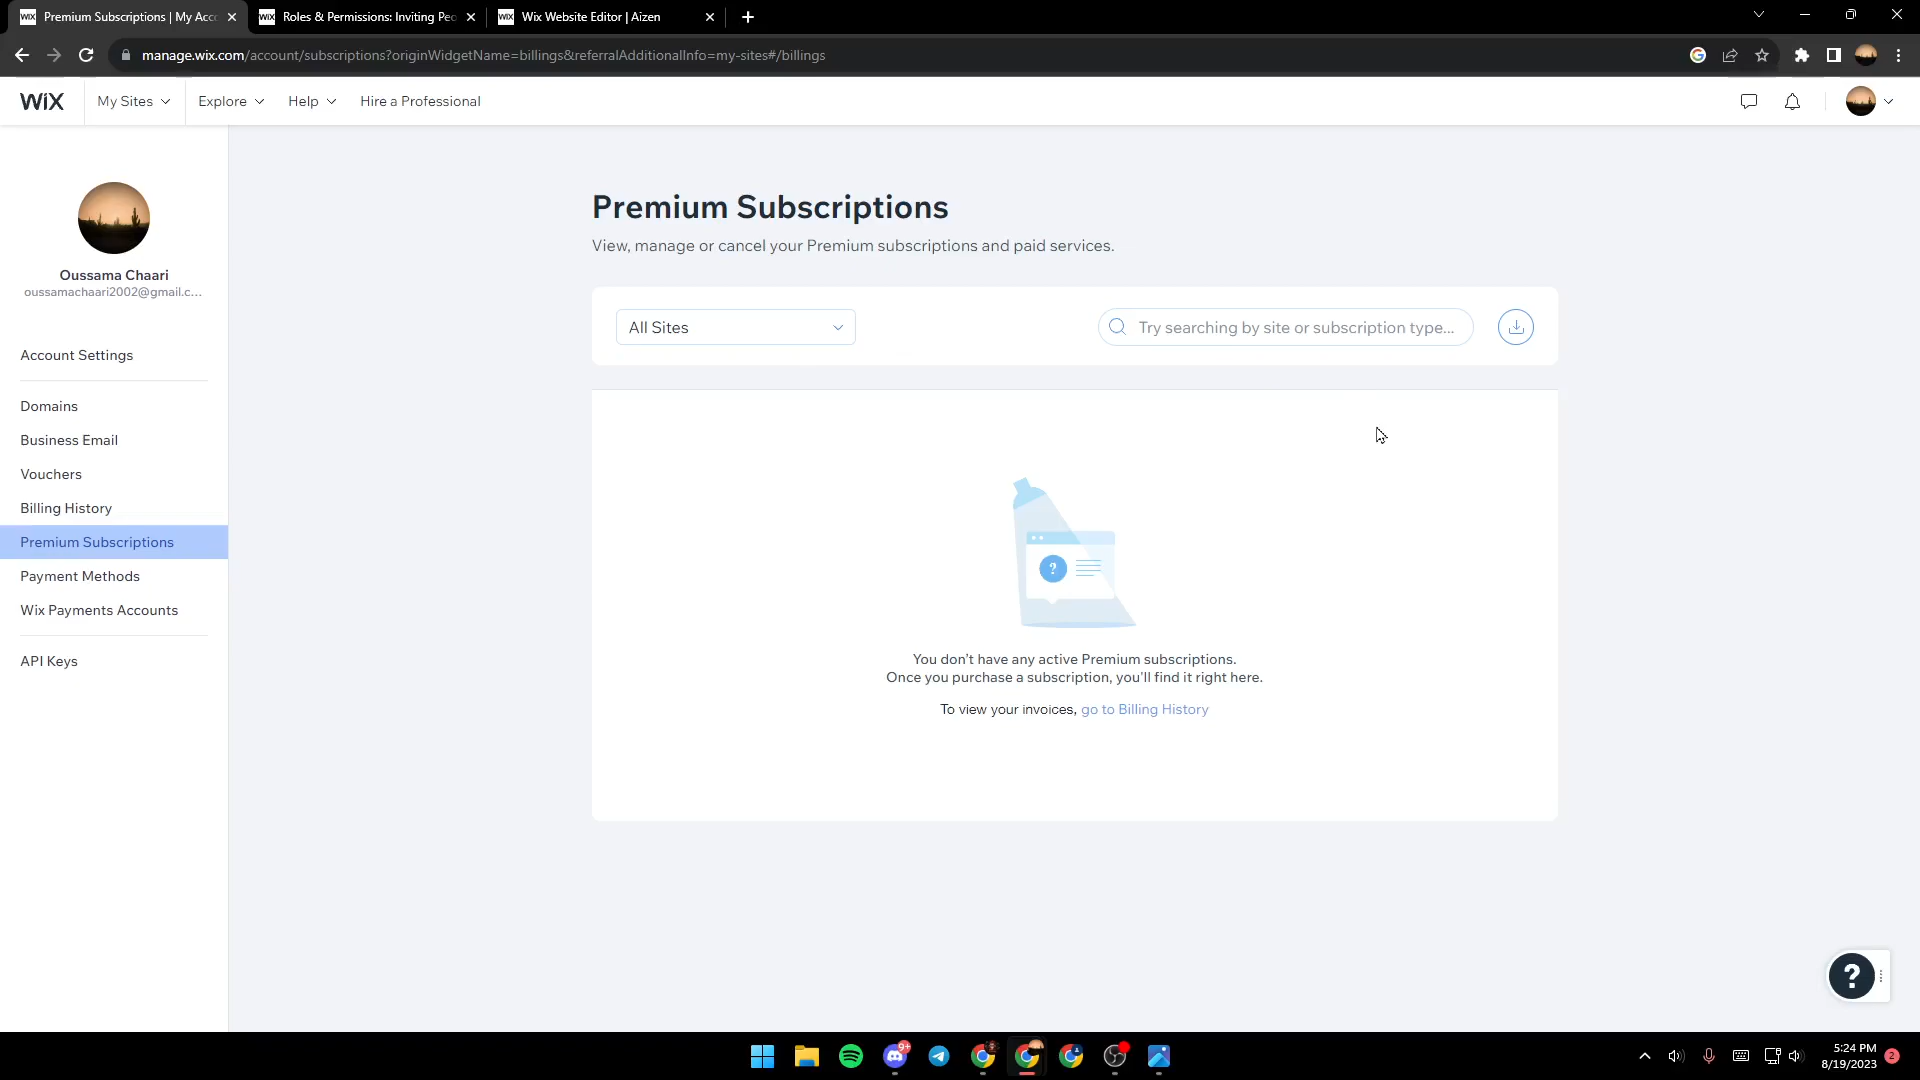 WIX Premium Subscriptions | My Acc
WIX Roles & Permissions: Inviting Peo
WIX Wix Website Editor | Aizen
manage.wix.com/account/subscriptions?originWidgetName=billings&referralAdditionalInfo=my-sites#/billings
WIX
My Sites
Explore
Help
Hire a Professional
Oussama Chaari
oussamachaari2002@gmail.c...
Account Settings
Domains
Business Email
Vouchers
Billing History
Premium Subscriptions
Payment Methods
Wix Payments Accounts
API Keys
Premium Subscriptions
View, manage or cancel your Premium subscriptions and paid services.
All Sites
Try searching by site or subscription type...
?
You don't have any active Premium subscriptions.
Once you purchase a subscription, you'll find it right here.
To view your invoices, go to Billing History
?
9+
5:24 PM
8/19/2023
2